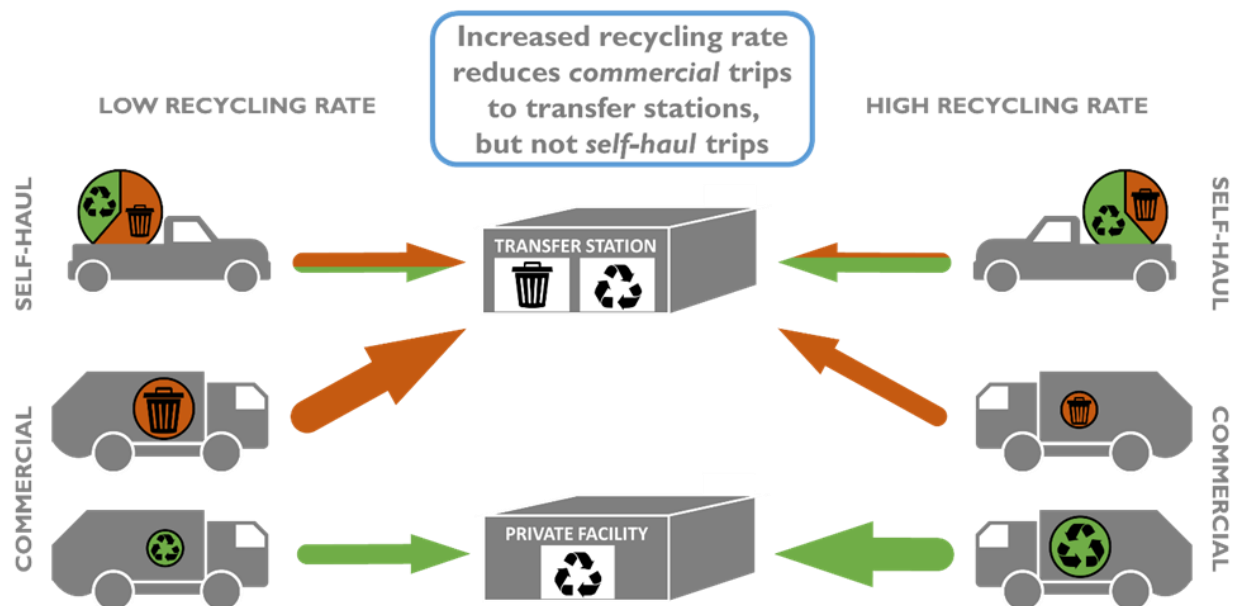 Increased recycling rate
reduces commercial trips
to transfer stations,
but not self-haul trips
LOW RECYCLING RATE
HIGH RECYCLING RATE
SELF-HAUL
TRANSFER STATION
SELF-HAUL
COMMERCIAL
PRIVATE FACILITY
COMMERCIAL